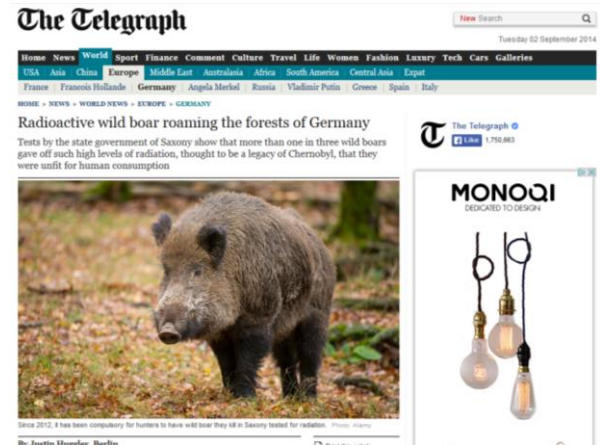 The Telegraph
New Search
Tuesday 02 September 2014
Home News World Sport Finance Comment Culture Travel Life Women Fashion Luxury Tech Cars Galleries
USA Asia China Europe Middle East Australasia Africa South America Central Asia Expat
France Francois Hollande Germany Angela Merkel Russia Vladimir Putin Greece Spain Italy
HOME » NEWS » WORLD NEWS » EUROPE » GERMANY
Radioactive wild boar roaming the forests of Germany
Tests by the state government of Saxony show that more than one in three wild boars
gave off such high levels of radiation, thought to be a legacy of Chernobyl, that they
were unfit for human consumption
The Telegraph
Like 1,750,663
MONOQI
DEDICATED TO DESIGN
Since 2012, it has been compulsory for hunters to have wild boar they kill in Saxony tested for radiation. Photo: Alamy
By Justin Huggler, Berlin